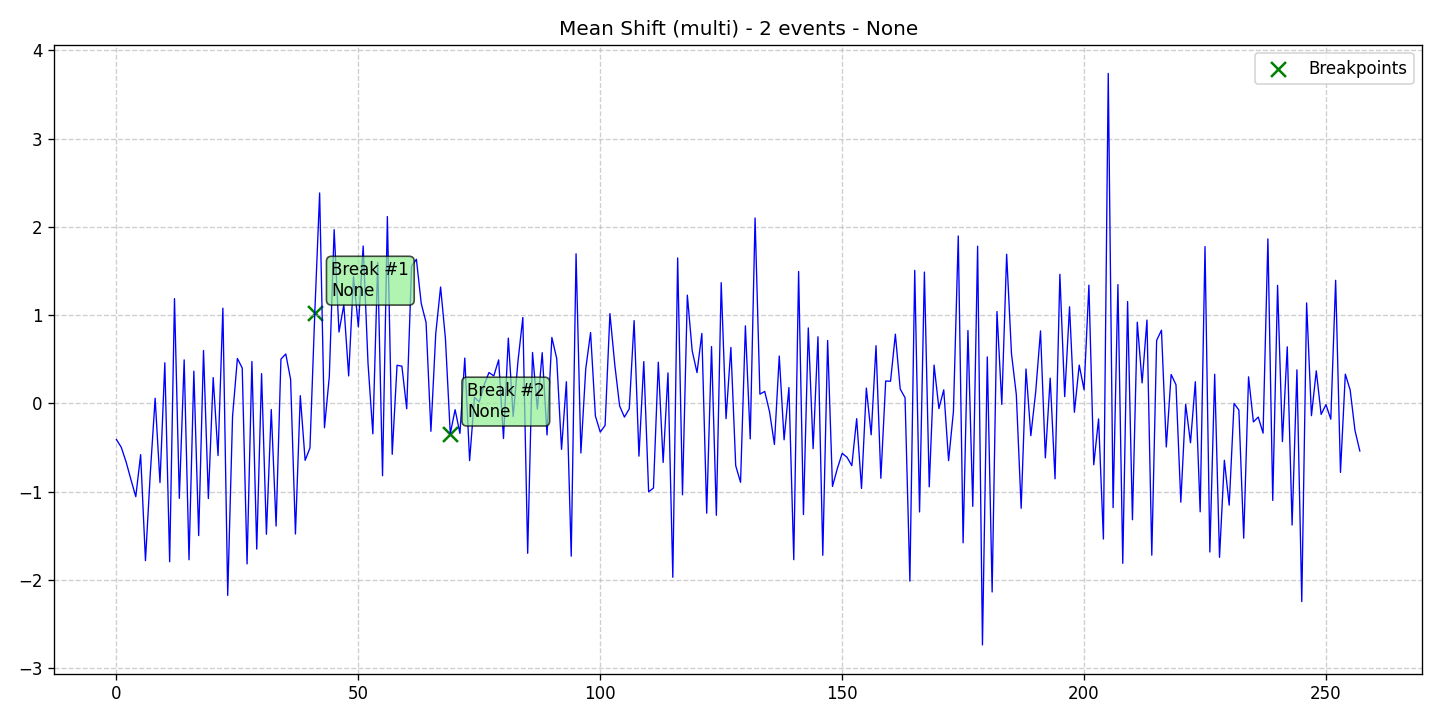 Mean Shift (multi) - 2 events - None
Breakpoints
4
3
2
1
0
−1
−2
−3
Break #1
None
Break #2
None
0
50
100
150
200
250